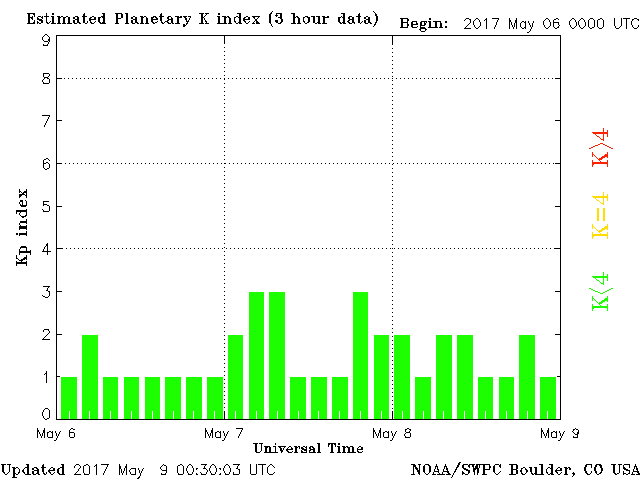 Estimated Planetary K index (3 hour data) Begin: 2017 May 06 0000 UTC
9
8
7
6
5
4
3
2
1
0
Kp index
K>4
K=4
K<4
May 6 May 7 May 8 May 9
Universal Time
Updated 2017 May 9 00:30:03 UTC NOAA/SWPC Boulder, CO USA